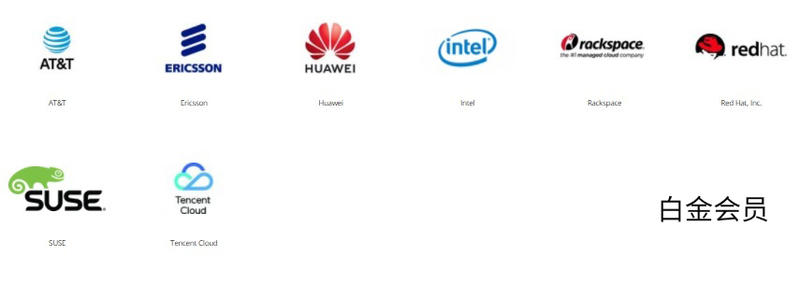 AT&T
ERICSSON
HUAWEI
intel
rackspace.
the #1 managed cloud company
redhat.
AT&T
Ericsson
Huawei
Intel
Rackspace
Red Hat, Inc.
SUSE
Tencent
Cloud
白金会员
SUSE
Tencent Cloud